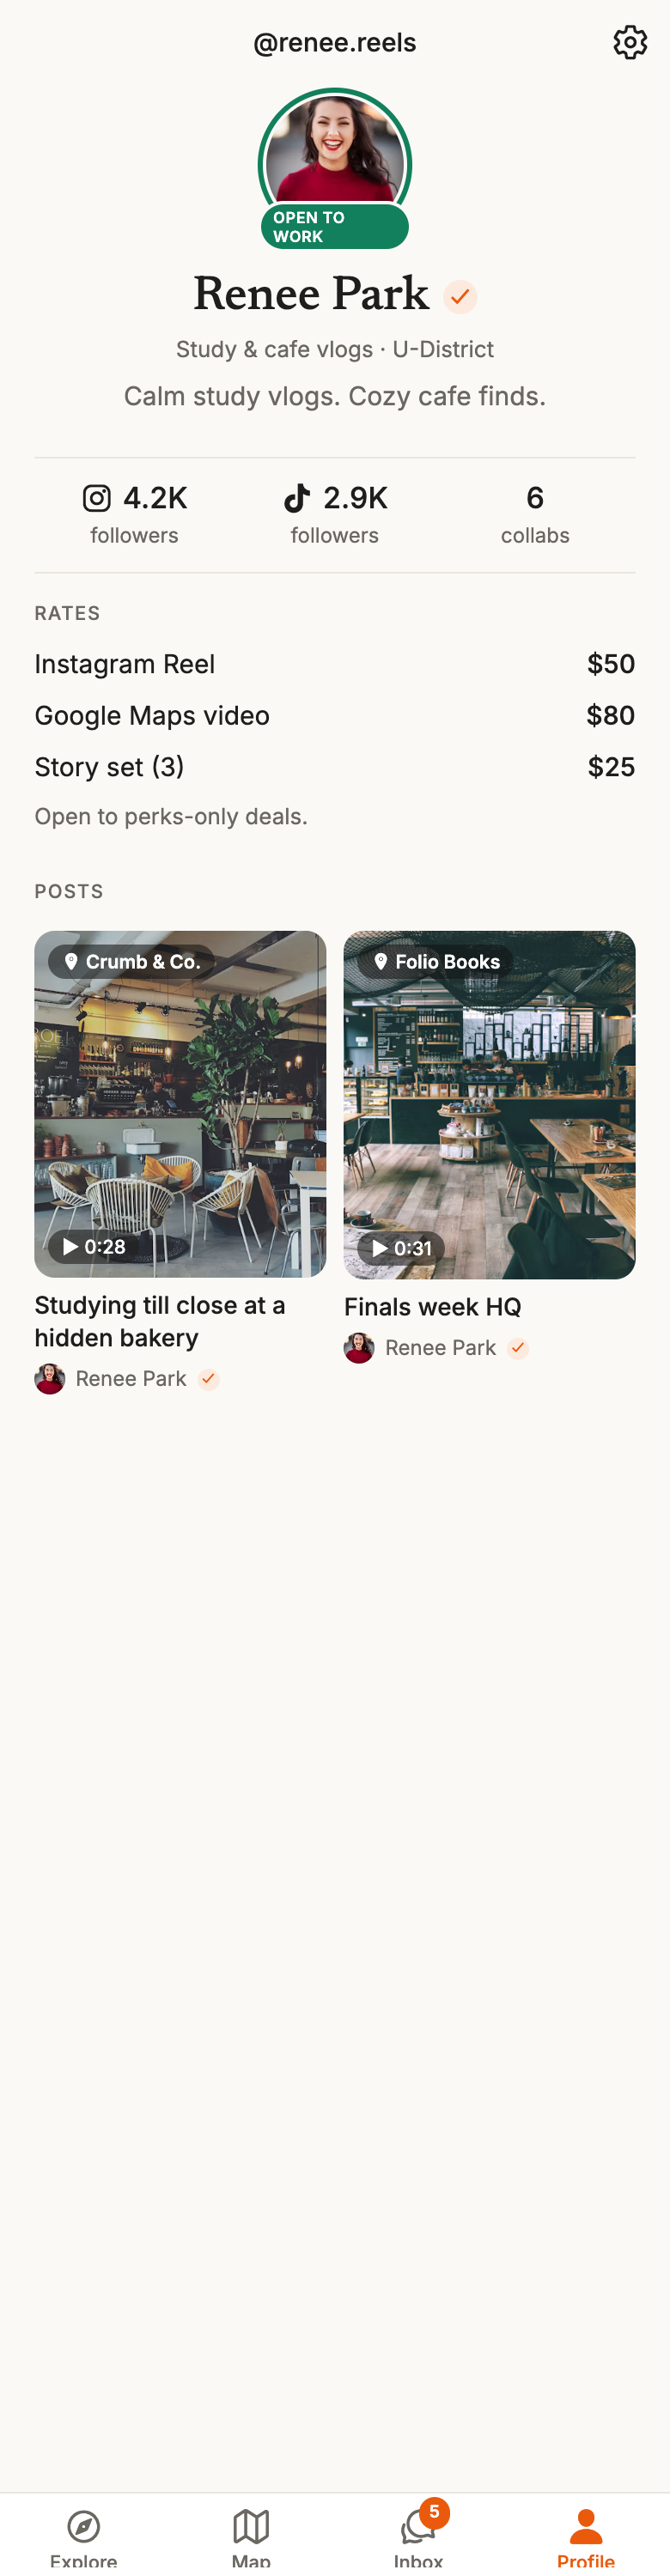 @renee.reels
OPEN TO
WORK
Renee Park
Study & cafe vlogs · U-District
Calm study vlogs. Cozy cafe finds.
4.2K
followers
2.9K
followers
6
collabs
RATES
Instagram Reel $50
Google Maps video $80
Story set (3) $25
Open to perks-only deals.
POSTS
Crumb & Co.
0:28
Studying till close at a
hidden bakery
Renee Park
Folio Books
0:31
Finals week HQ
Renee Park
Explore
Map
5
Inbox
Profile